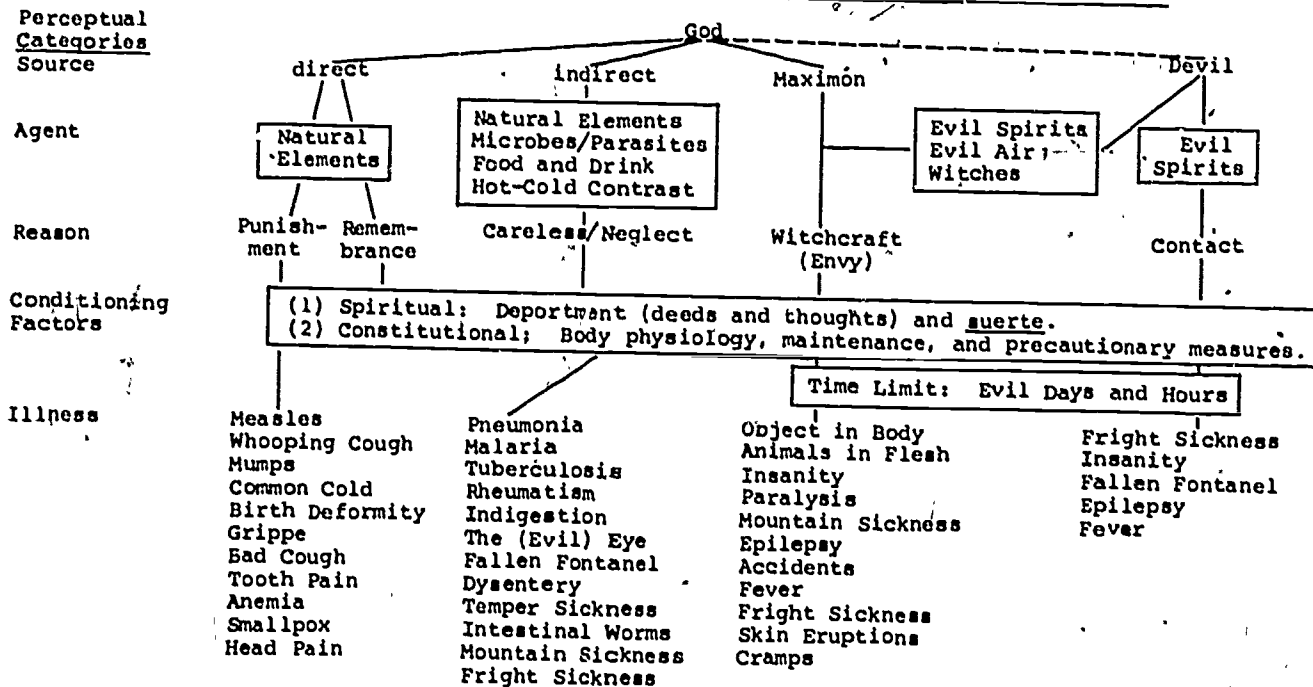 Perceptual
Categories
God
Source direct indirect Maximón Devil
Agent
Natural
Elements
Natural Elements
Microbes/Parasites
Food and Drink
Hot-Cold Contrast
Evil Spirits
Evil Air
Witches
Evil
Spirits
Reason
Punish-
ment
Remem-
brance
Careless/Neglect
Witchcraft
(Envy)
Contact
Conditioning
Factors
(1) Spiritual: Deportment (deeds and thoughts) and suerte.
(2) Constitutional; Body physiology, maintenance, and precautionary measures.
Time Limit: Evil Days and Hours
Illness
Measles
Whooping Cough
Mumps
Common Cold
Birth Deformity
Grippe
Bad Cough
Tooth Pain
Anemia
Smallpox
Head Pain
Pneumonia
Malaria
Tuberculosis
Rheumatism
Indigestion
The (Evil) Eye
Fallen Fontanel
Dysentery
Temper Sickness
Intestinal Worms
Mountain Sickness
Fright Sickness
Object in Body
Animals in Flesh
Insanity
Paralysis
Mountain Sickness
Epilepsy
Accidents
Fever
Fright Sickness
Skin Eruptions
Cramps
Fright Sickness
Insanity
Fallen Fontanel
Epilepsy
Fever